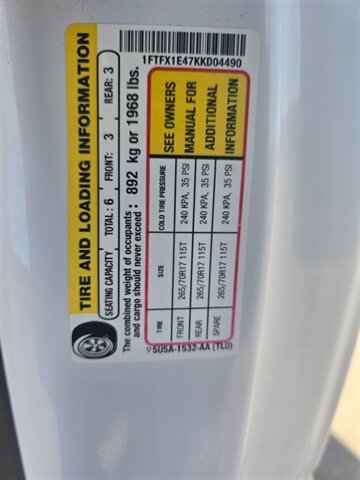 TIRE AND LOADING INFORMATION
SEATING CAPACITY TOTAL: 6 FRONT: 3 REAR: 3
The combined weight of occupants and cargo should never exceed : 892 kg or 1968 lbs.
1FTFX1E47KKD04490
TIRE SIZE COLD TIRE PRESSURE SEE OWNERS
FRONT 265/70R17 115T 240 KPA, 35 PSI MANUAL FOR
REAR 265/70R17 115T 240 KPA, 35 PSI ADDITIONAL
SPARE 265/70R17 115T 240 KPA, 35 PSI INFORMATION
5U5A-1532-AA (TLU)